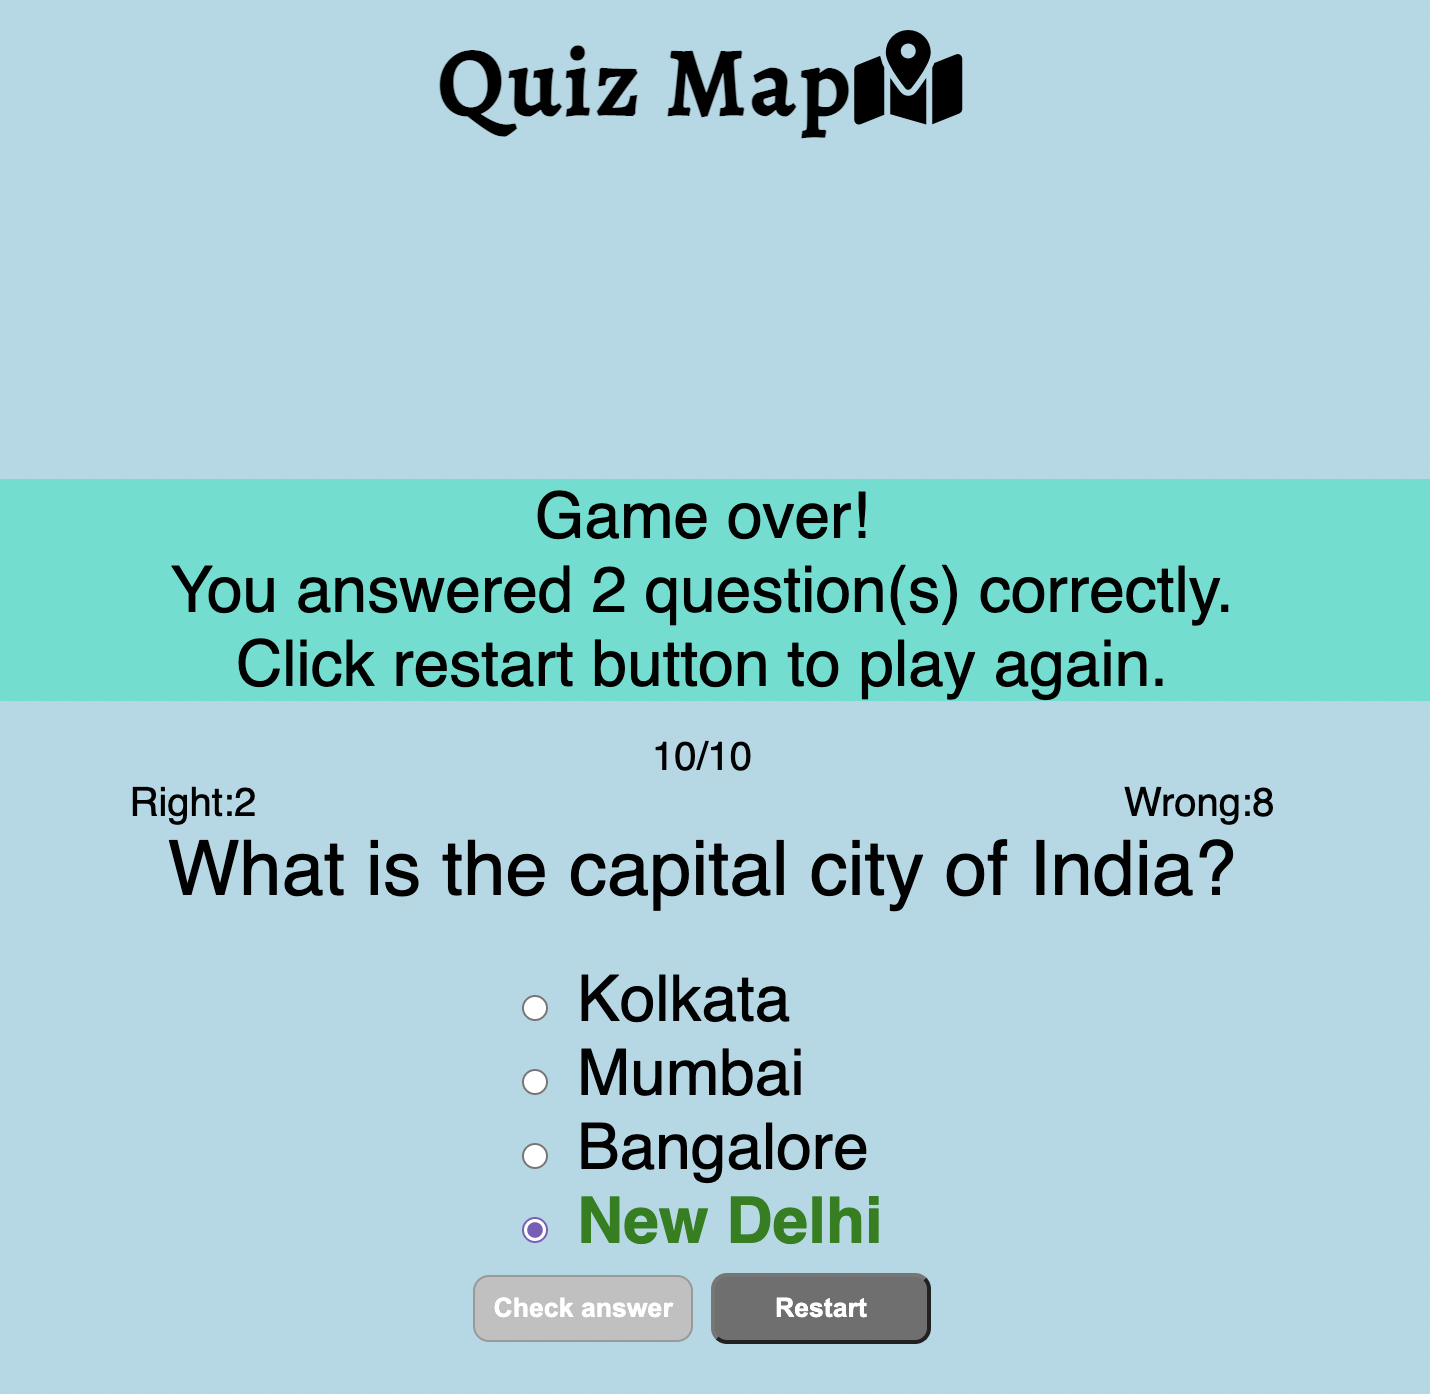 Quiz Map
Game over!
You answered 2 question(s) correctly.
Click restart button to play again.
10/10
Right:2 Wrong:8
What is the capital city of India?
Kolkata
Mumbai
Bangalore
New Delhi
Check answer Restart